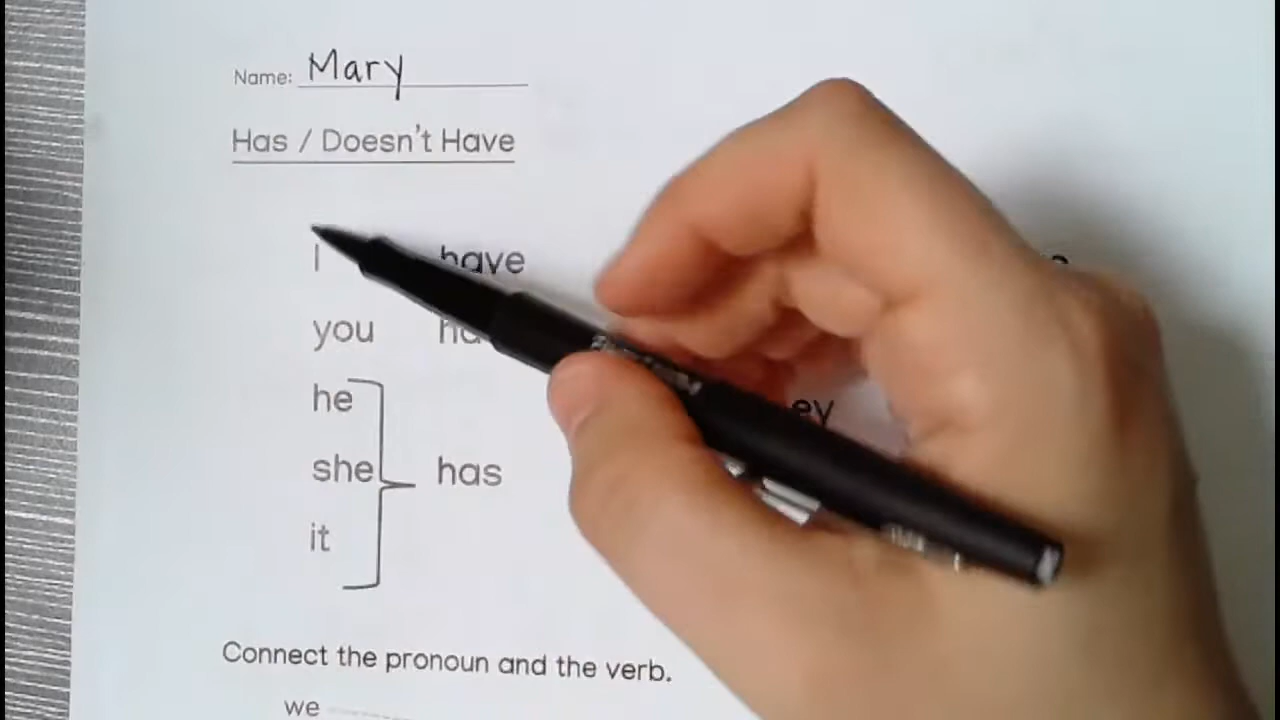 Name: Mary
Has / Doesn't Have
I have
you
he
she has
it
Connect the pronoun and the verb.
we